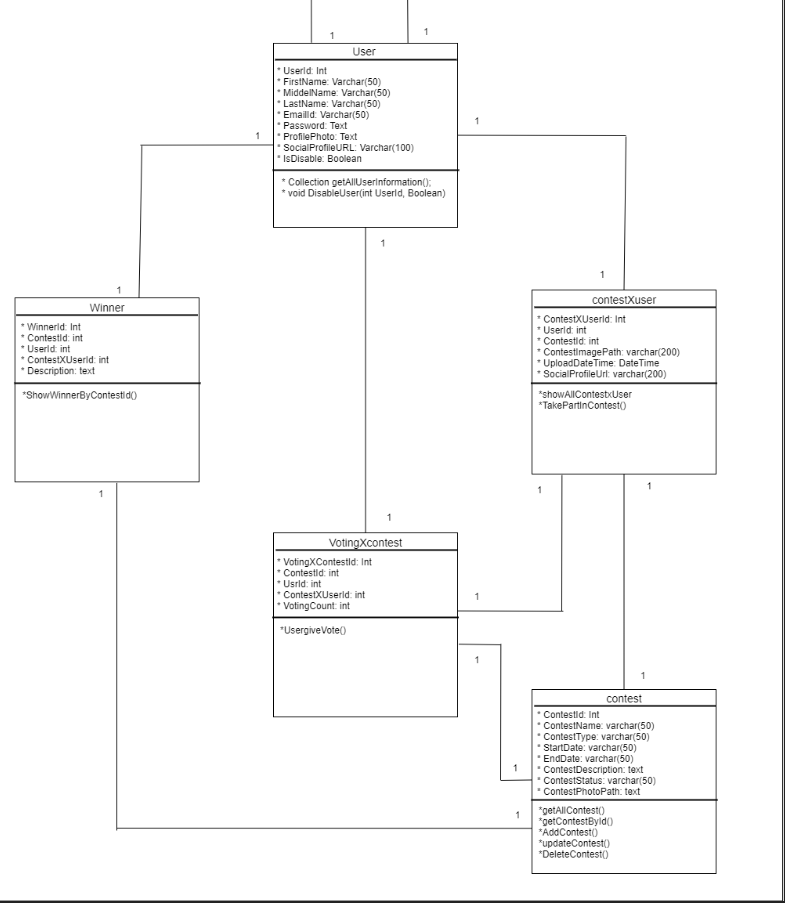 1
1
User
* UserId: Int
* FirstName: Varchar(50)
* MiddelName: Varchar(50)
* LastName: Varchar(50)
* EmailId: Varchar(50)
* Password: Text
* ProfilePhoto: Text
* SocialProfileURL: Varchar(100)
* IsDisable: Boolean
* Collection getAllUserInformation();
* void DisableUser(int UserId, Boolean)
1
1
1
1
1
Winner
* WinnerId: Int
* ContestId: int
* UserId: int
* ContestXUserId: int
* Description: text
*ShowWinnerByContestId()
1
contestXuser
* ContestXUserId: Int
* UserId: int
* ContestId: int
* ContestImagePath: varchar(200)
* UploadDateTime: DateTime
* SocialProfileUrl: varchar(200)
*showAllContestxUser
*TakePartInContest()
1
1
1
VotingXcontest
* VotingXContestId: Int
* ContestId: int
* UsrId: int
* ContestXUserId: int
* VotingCount: int
*UsergiveVote()
1
1
1
1
1
contest
* ContestId: Int
* ContestName: varchar(50)
* ContestType: varchar(50)
* StartDate: varchar(50)
* EndDate: varchar(50)
* ContestDescription: text
* ContestStatus: varchar(50)
* ContestPhotoPath: text
*getAllContest()
*getContestById()
*AddContest()
*updateContest()
*DeleteContest()